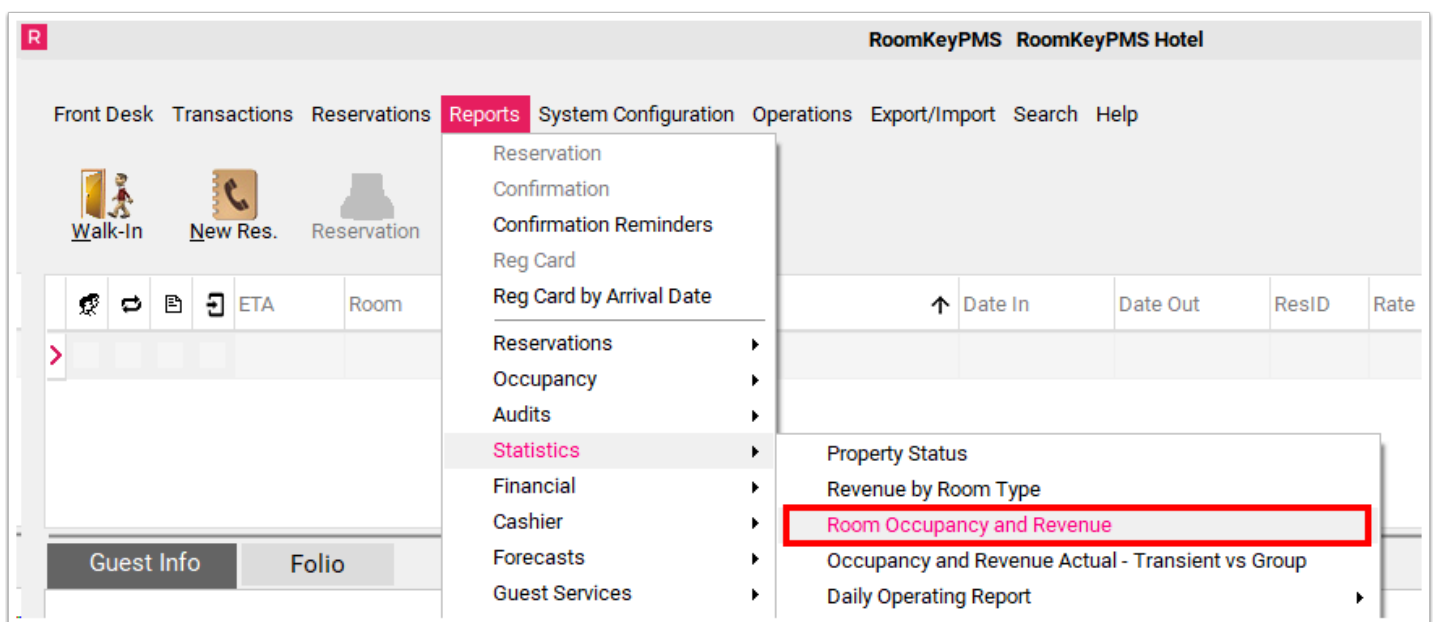 R
RoomKeyPMS RoomKeyPMS Hotel
Front Desk Transactions Reservations Reports System Configuration Operations Export/Import Search Help
Walk-In New Res. Reservation
Reservation
Confirmation
Confirmation Reminders
Reg Card
Reg Card by Arrival Date
ETA Room Date In Date Out ResID Rate
Reservations
Occupancy
Audits
Statistics
Financial
Cashier
Forecasts
Guest Services
Property Status
Revenue by Room Type
Room Occupancy and Revenue
Occupancy and Revenue Actual - Transient vs Group
Daily Operating Report
Guest Info Folio